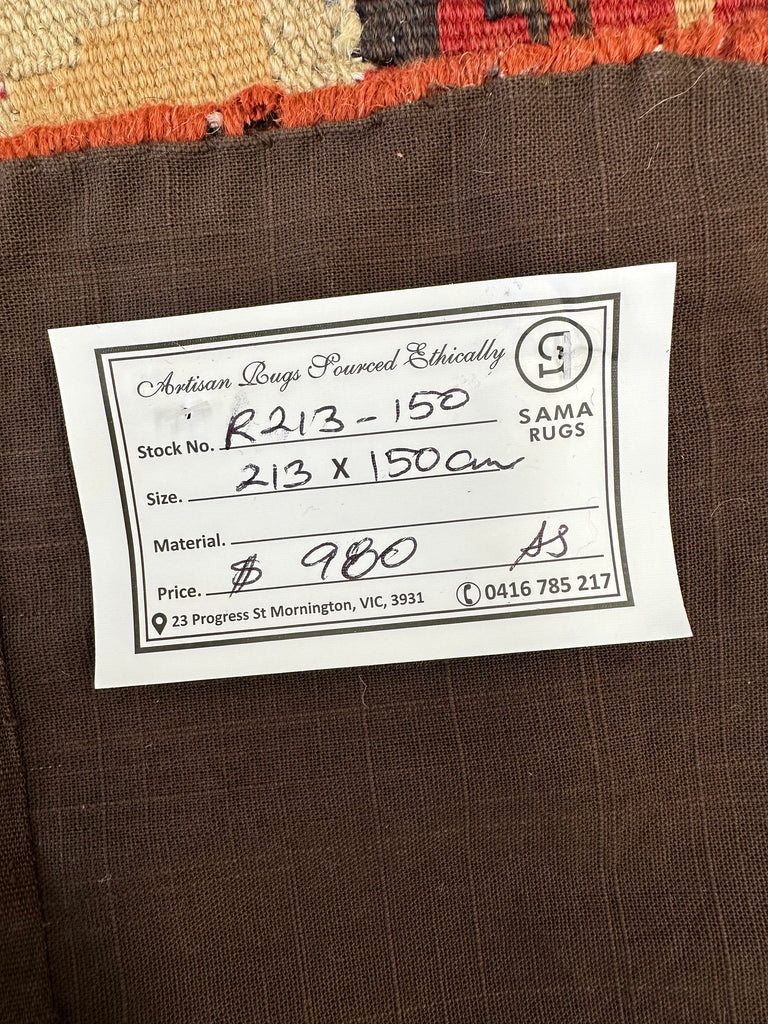 Artisan Rugs Sourced Ethically
SAMA
RUGS
Stock No. R213-150
Size. 213 X 150cm
Material.
Price. $ 980 AS
23 Progress St Mornington, VIC, 3931
0416 785 217